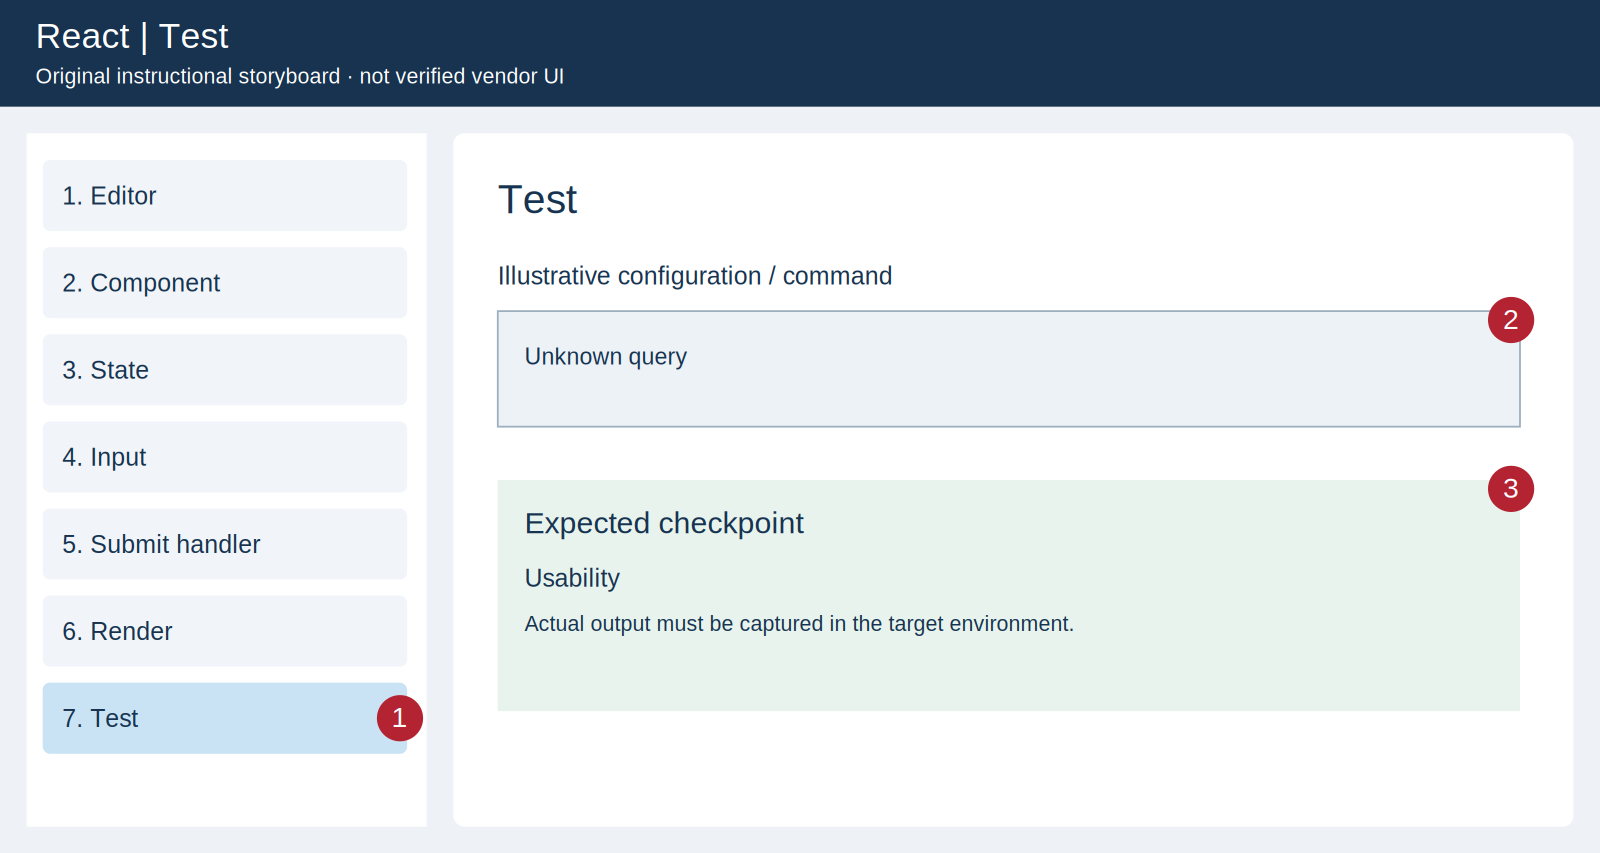 React | Test
Original instructional storyboard · not verified vendor UI
1. Editor
2. Component
3. State
4. Input
5. Submit handler
6. Render
7. Test
1
Test
Illustrative configuration / command
2
Unknown query
3
Expected checkpoint
Usability
Actual output must be captured in the target environment.